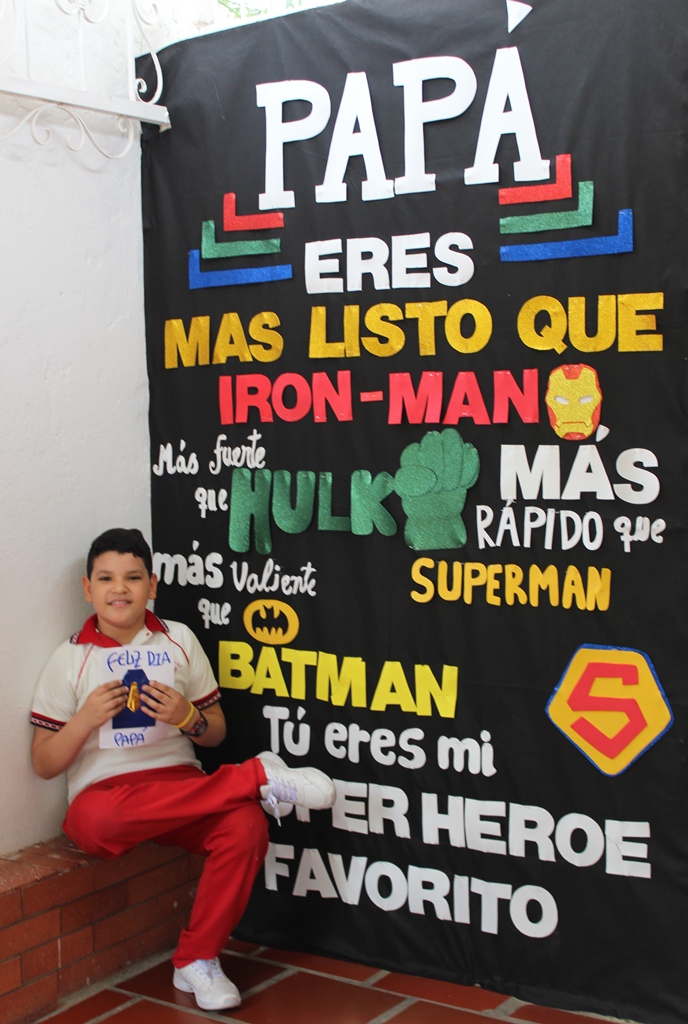 PAPÁ
ERES
MAS LISTO QUE
IRON-MAN
Más fuerte
que
HULK
MÁS
RÁPIDO que
SUPERMAN
más Valiente
que
BATMAN
S
Tú eres mi
PER HEROE
FAVORITO
FELIZ DIA
PAPA